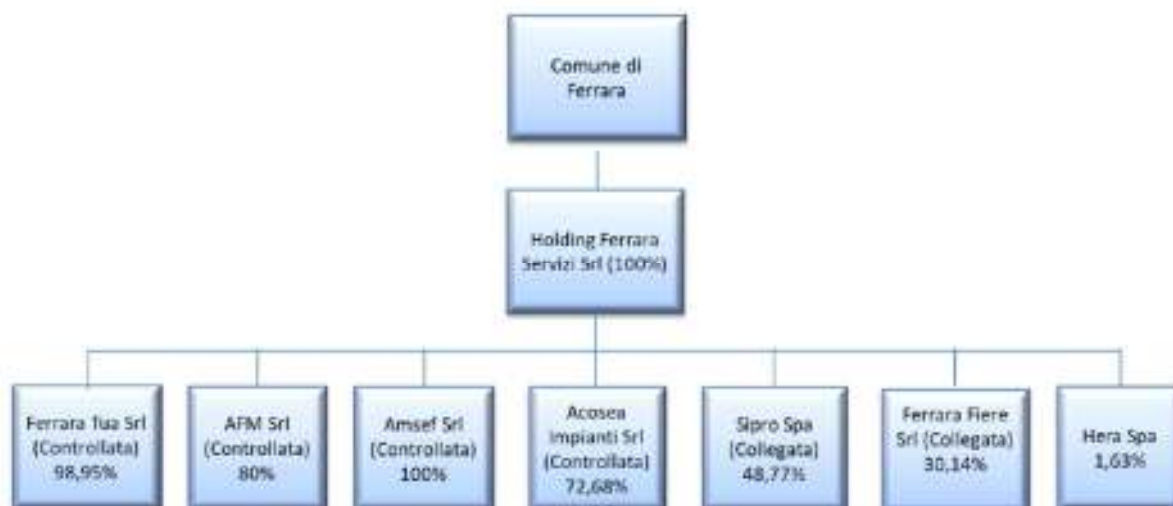 Comune di
Ferrara
Holding Ferrara
Servizi Srl (100%)
Ferrara Tua Srl
(Controllata)
98,95%
AFM Srl
(Controllata)
80%
Amsef Srl
(Controllata)
100%
Acosea
Impianti Srl
(Controllata)
72,68%
Sipro Spa
(Collegata)
48,77%
Ferrara Fiere
Srl (Collegata)
30,14%
Hera Spa
1,63%